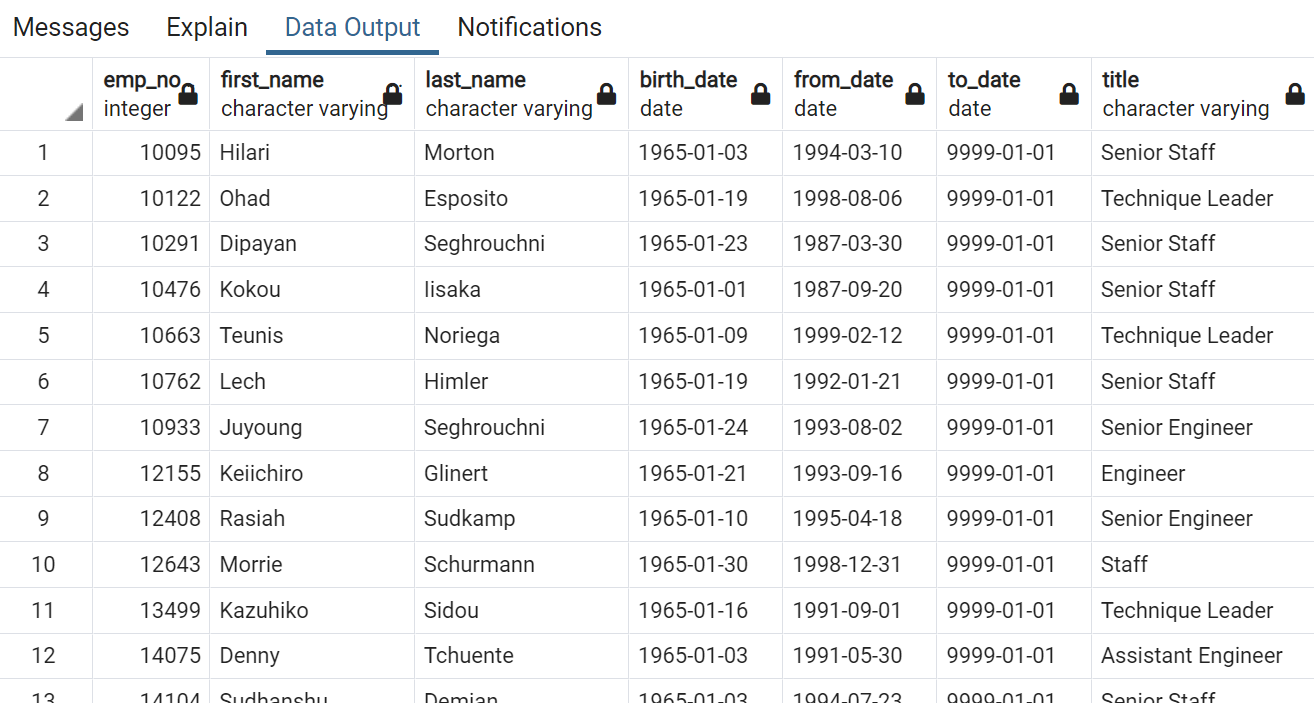 Messages Explain Data Output Notifications
emp_no first_name last_name birth_date from_date to_date title
integer character varying character varying date date date character varying
1 10095 Hilari Morton 1965-01-03 1994-03-10 9999-01-01 Senior Staff
2 10122 Ohad Esposito 1965-01-19 1998-08-06 9999-01-01 Technique Leader
3 10291 Dipayan Seghrouchni 1965-01-23 1987-03-30 9999-01-01 Senior Staff
4 10476 Kokou Iisaka 1965-01-01 1987-09-20 9999-01-01 Senior Staff
5 10663 Teunis Noriega 1965-01-09 1999-02-12 9999-01-01 Technique Leader
6 10762 Lech Himler 1965-01-19 1992-01-21 9999-01-01 Senior Staff
7 10933 Juyoung Seghrouchni 1965-01-24 1993-08-02 9999-01-01 Senior Engineer
8 12155 Keiichiro Glinert 1965-01-21 1993-09-16 9999-01-01 Engineer
9 12408 Rasiah Sudkamp 1965-01-10 1995-04-18 9999-01-01 Senior Engineer
10 12643 Morrie Schurmann 1965-01-30 1998-12-31 9999-01-01 Staff
11 13499 Kazuhiko Sidou 1965-01-16 1991-09-01 9999-01-01 Technique Leader
12 14075 Denny Tchuente 1965-01-03 1991-05-30 9999-01-01 Assistant Engineer
13 14104 Sudhanshu Demian 1965-01-03 1994-07-23 9999-01-01 Senior Staff